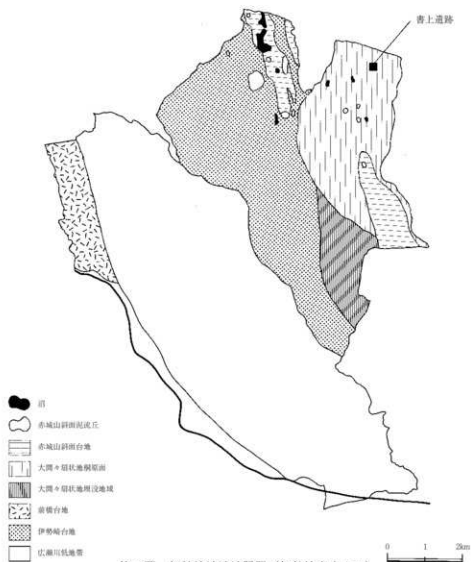 書上遺跡
沼
赤城山斜面泥流丘
赤城山斜面台地
大間々扇状地桐原面
大間々扇状地埋没地域
前橋台地
伊勢崎台地
広瀬川低地帯
0 1 2km